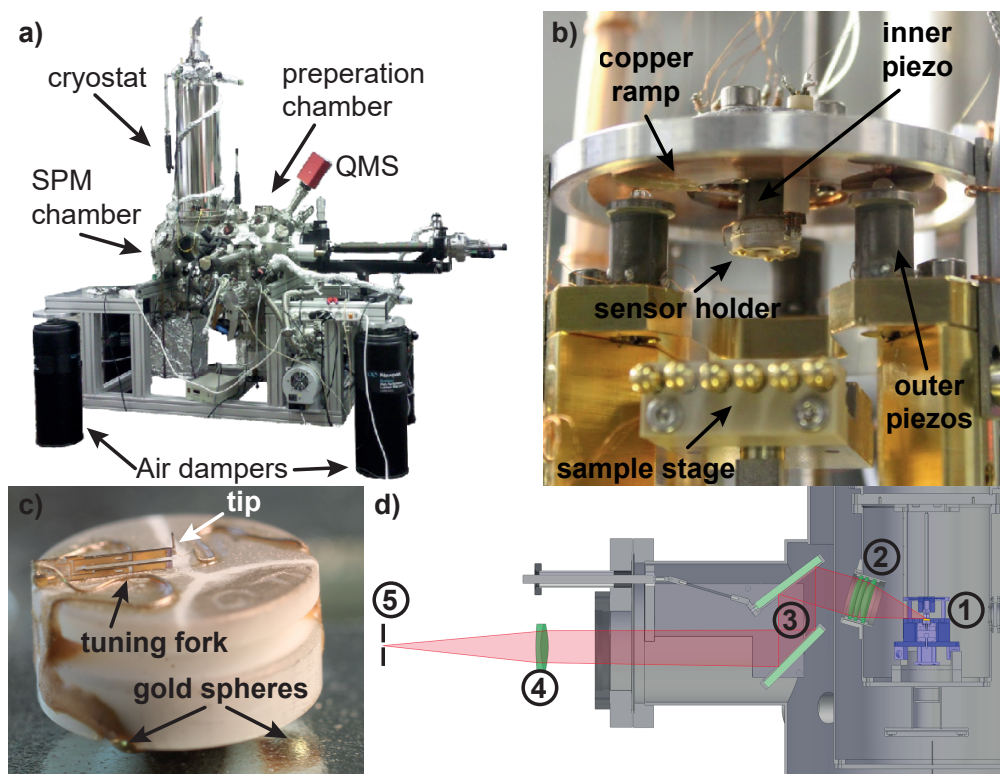 a)
cryostat
preperation
chamber
QMS
SPM
chamber
Air dampers
b)
copper
ramp
inner
piezo
sensor holder
outer
piezos
sample stage
c)
tip
tuning fork
gold spheres
d)
1
2
3
4
5